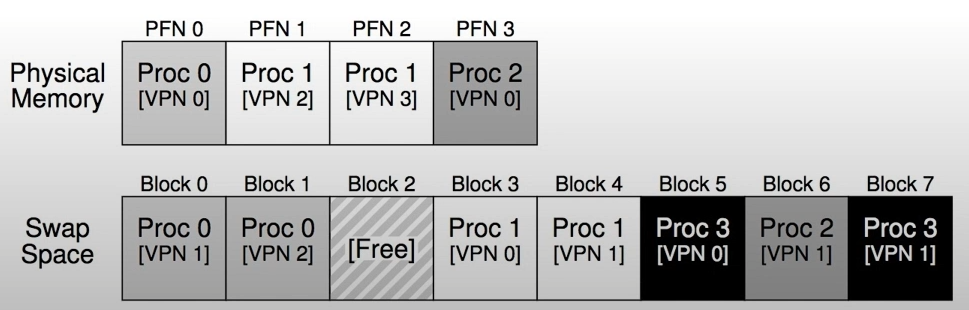 PFN 0 PFN 1 PFN 2 PFN 3
Physical Memory
Proc 0 [VPN 0]
Proc 1 [VPN 2]
Proc 1 [VPN 3]
Proc 2 [VPN 0]
Block 0 Block 1 Block 2 Block 3 Block 4 Block 5 Block 6 Block 7
Swap Space
Proc 0 [VPN 1]
Proc 0 [VPN 2]
[Free]
Proc 1 [VPN 0]
Proc 1 [VPN 1]
Proc 3 [VPN 0]
Proc 2 [VPN 1]
Proc 3 [VPN 1]